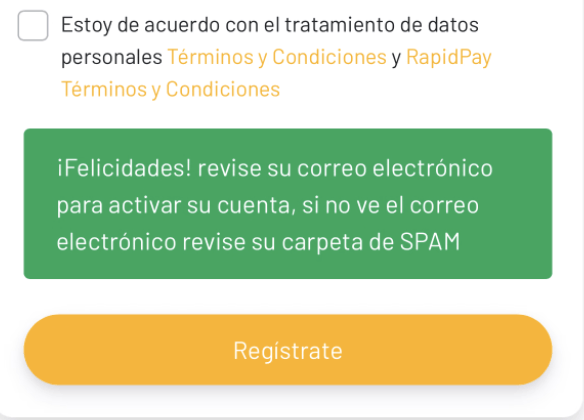 Estoy de acuerdo con el tratamiento de datos
personales Términos y Condiciones y RapidPay
Términos y Condiciones
¡Felicidades! revise su correo electrónico
para activar su cuenta, si no ve el correo
electrónico revise su carpeta de SPAM
Regístrate